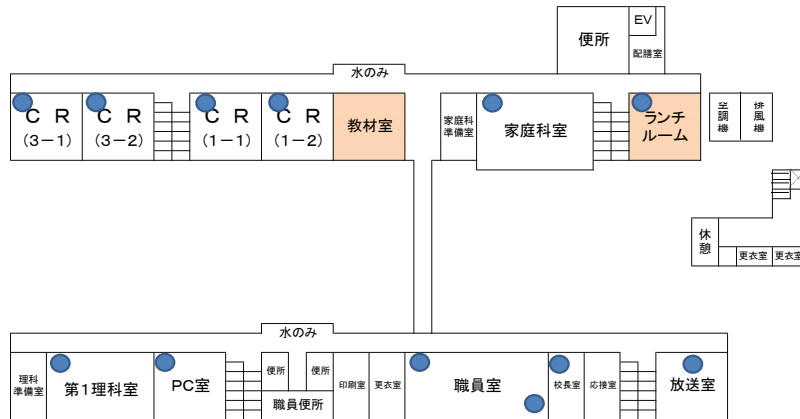 EV
便所
配膳室
水のみ
CR
(3-1)
CR
(3-2)
CR
(1-1)
CR
(1-2)
教材室
家庭科
準備室
家庭科室
ランチ
ルーム
空調機
排風機
休憩
更衣室
更衣室
水のみ
理科
準備室
第1理科室
PC室
便所
便所
職員便所
印刷室
更衣室
職員室
校長室
応接室
放送室